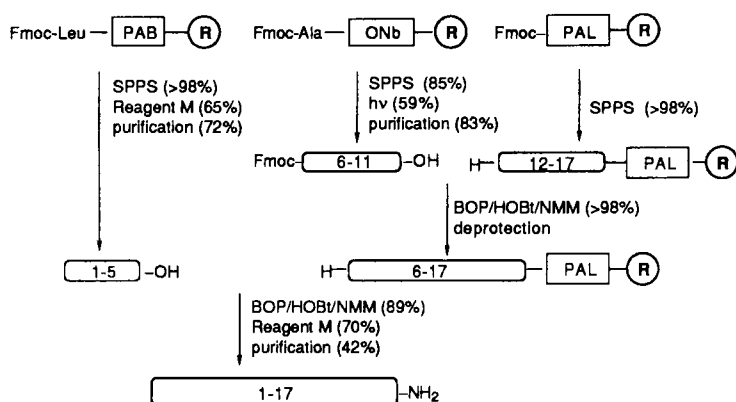 Fmoc-Leu — PAB — R
Fmoc-Ala — ONb — R
Fmoc- PAL — R
SPPS (>98%)
Reagent M (65%)
purification (72%)
SPPS (85%)
hν (59%)
purification (83%)
SPPS (>98%)
Fmoc- 6-11 -OH
H- 12-17 PAL R
BOP/HOBt/NMM (>98%)
deprotection
1-5 -OH
H- 6-17 PAL R
BOP/HOBt/NMM (89%)
Reagent M (70%)
purification (42%)
1-17 -NH2